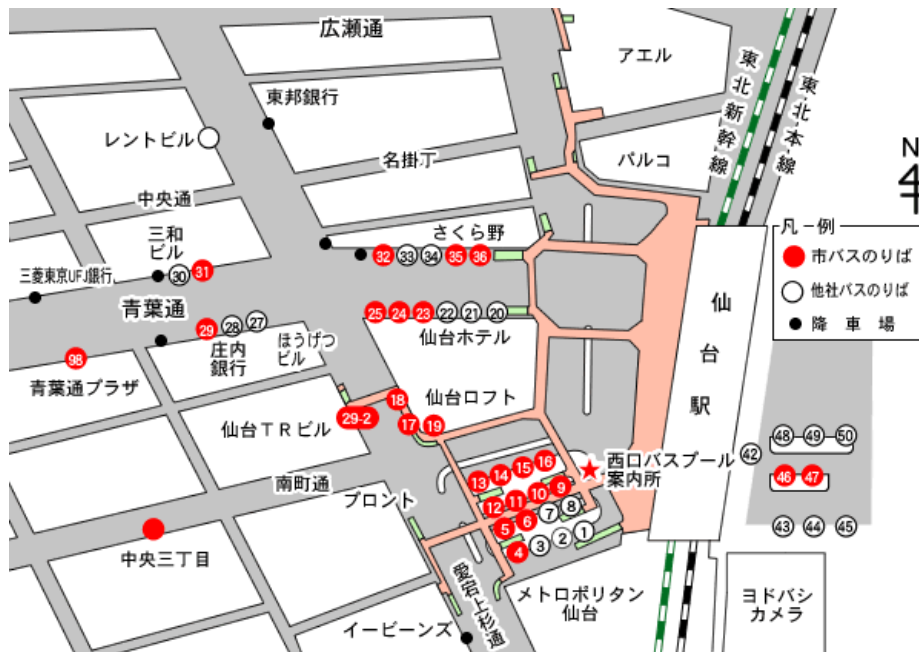 広瀬通
アエル
東北新幹線
東北本線
東邦銀行
レントビル
パルコ
名掛丁
N
中央通
凡-例
市バスのりば
他社バスのりば
降車場
さくら野
三和
ビル
32
33
34
35
36
30
31
三菱東京UFJ銀行
仙台駅
青葉通
25
24
23
22
21
20
29
28
27
仙台ホテル
庄内
銀行
ほうげつ
ビル
98
青葉通プラザ
仙台ロフト
18
29-2
仙台TRビル
17
19
48
49
50
42
西口バスプール
案内所
13
14
15
16
46
47
南町通
ブロント
12
11
10
9
5
6
7
8
43
44
45
4
3
2
1
中央三丁目
愛宕上杉通
メトロポリタン
仙台
ヨドバシ
カメラ
イービーンズ